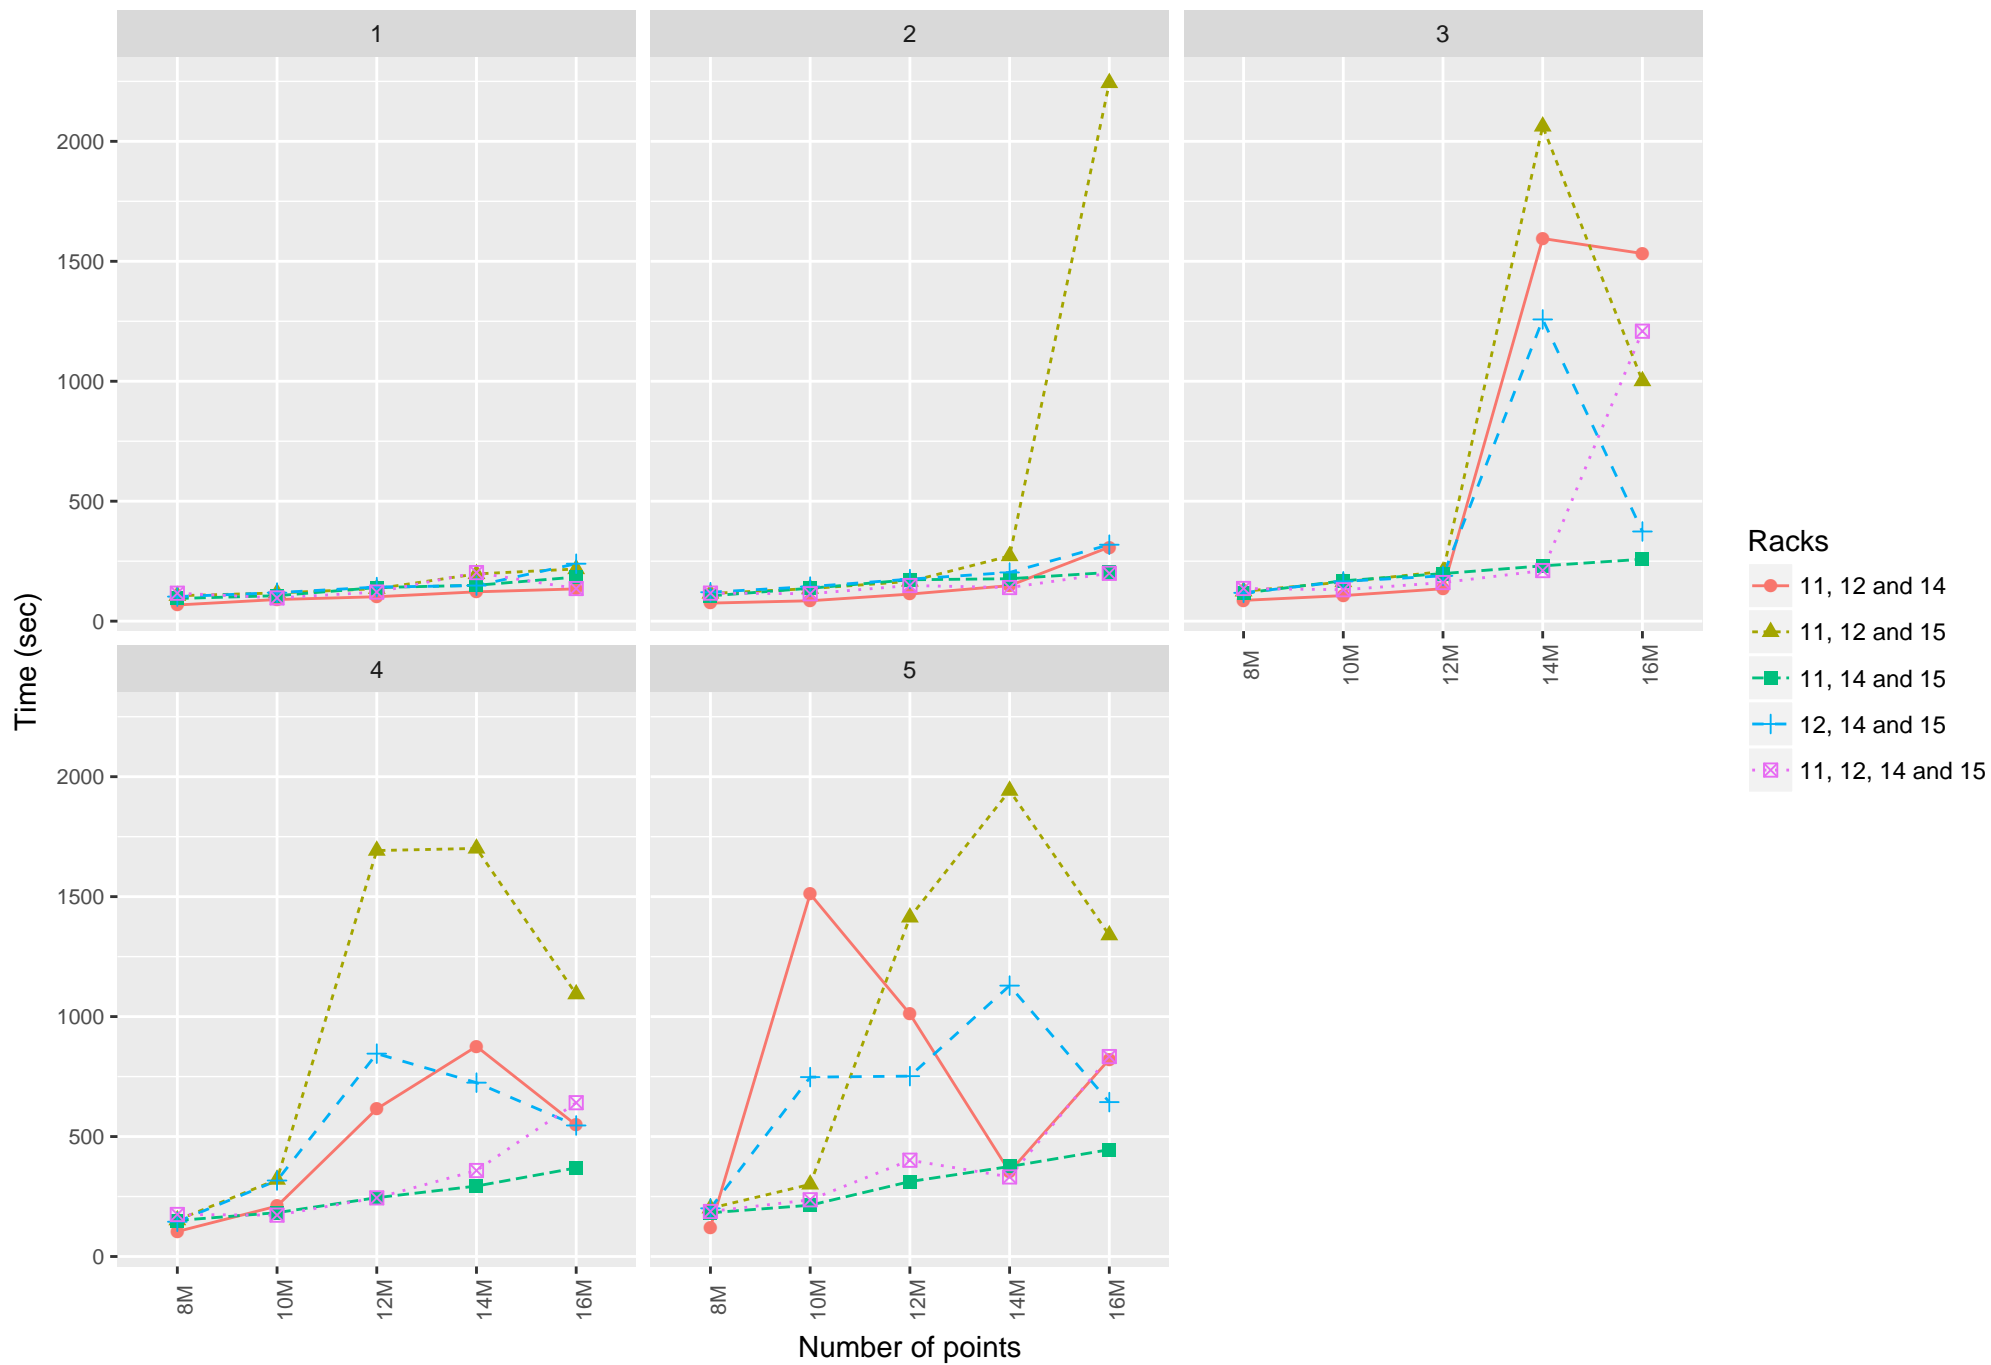 1
2
3
2000
1500
1000
500
0
8M
10M
12M
14M
16M
4
5
2000
1500
1000
500
0
8M
10M
12M
14M
16M
8M
10M
12M
14M
16M
Time (sec)
Number of points
Racks
11, 12 and 14
11, 12 and 15
11, 14 and 15
12, 14 and 15
11, 12, 14 and 15